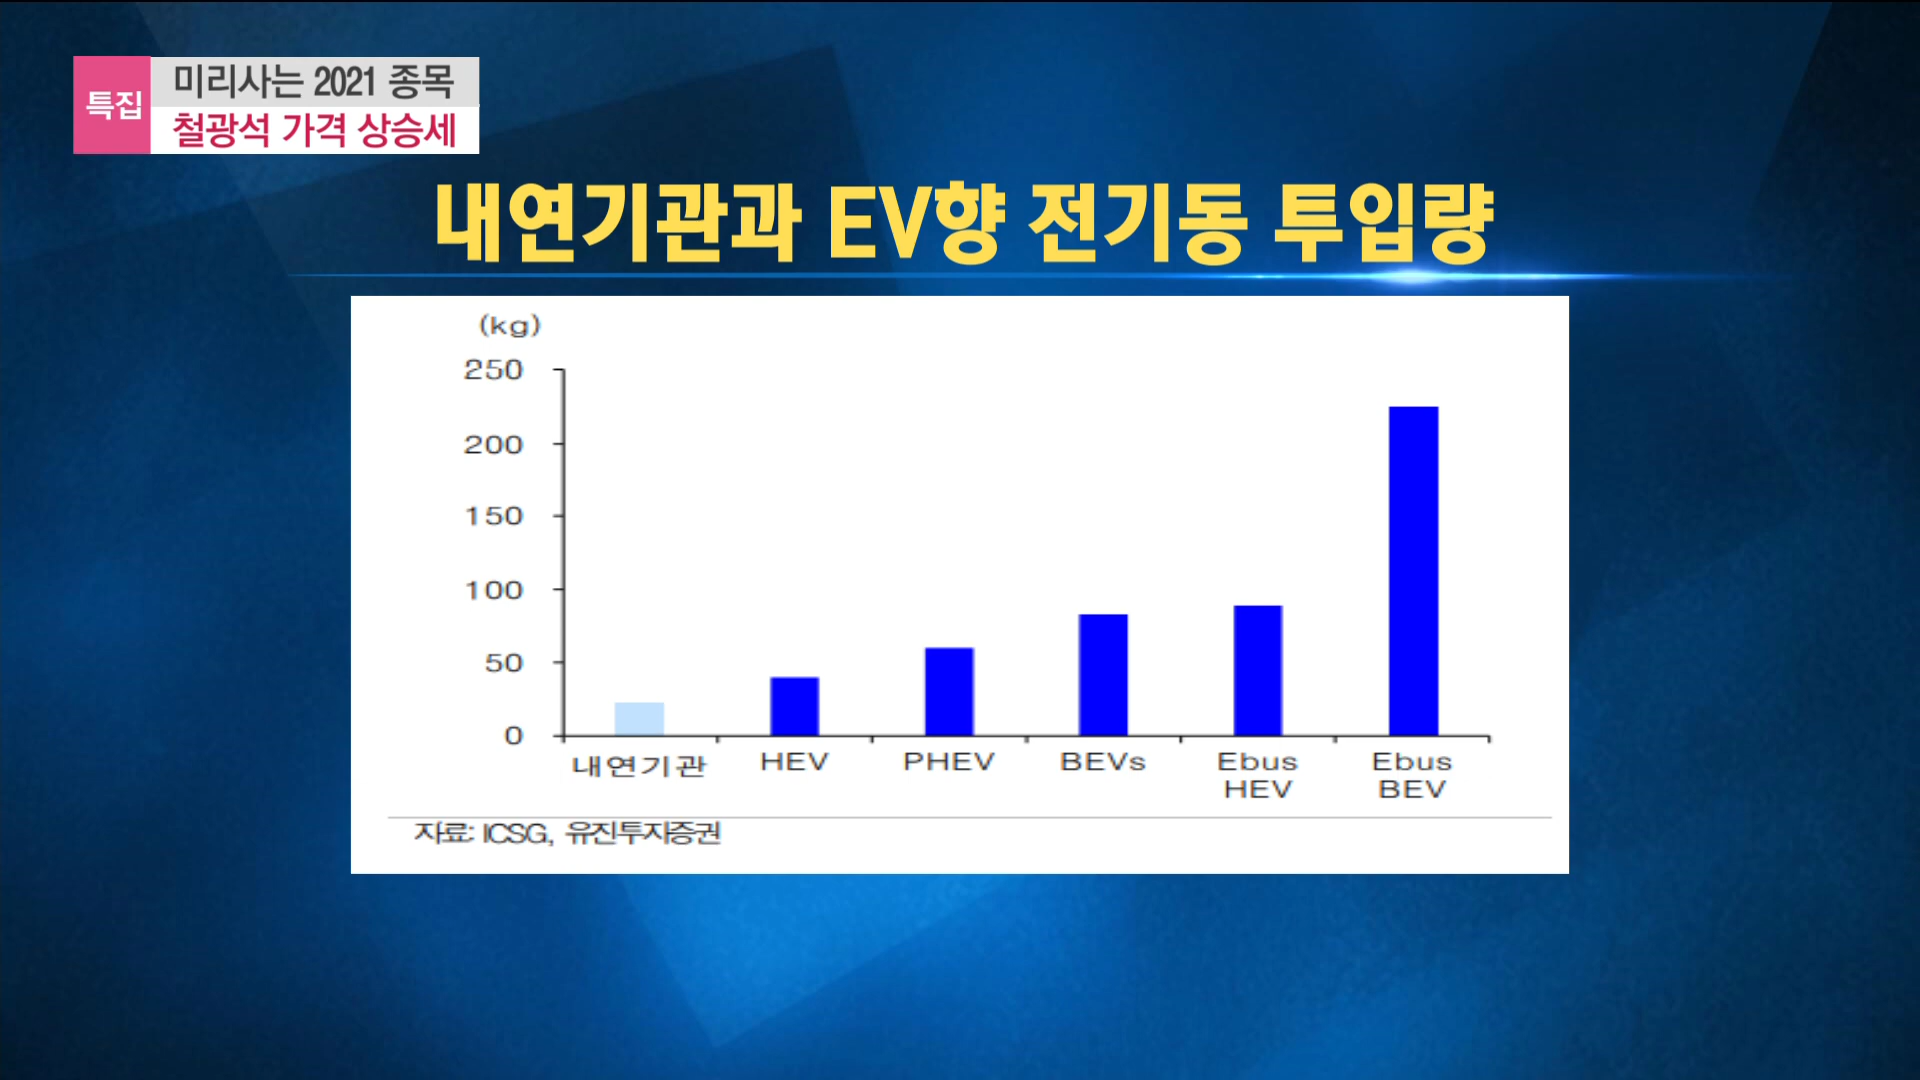 특집
미리사는 2021 종목
철광석 가격 상승세
내연기관과 EV향 전기동 투입량
(kg)
250
200
150
100
50
0
내연기관
HEV
PHEV
BEVs
Ebus
HEV
Ebus
BEV
자료: ICSG, 유진투자증권